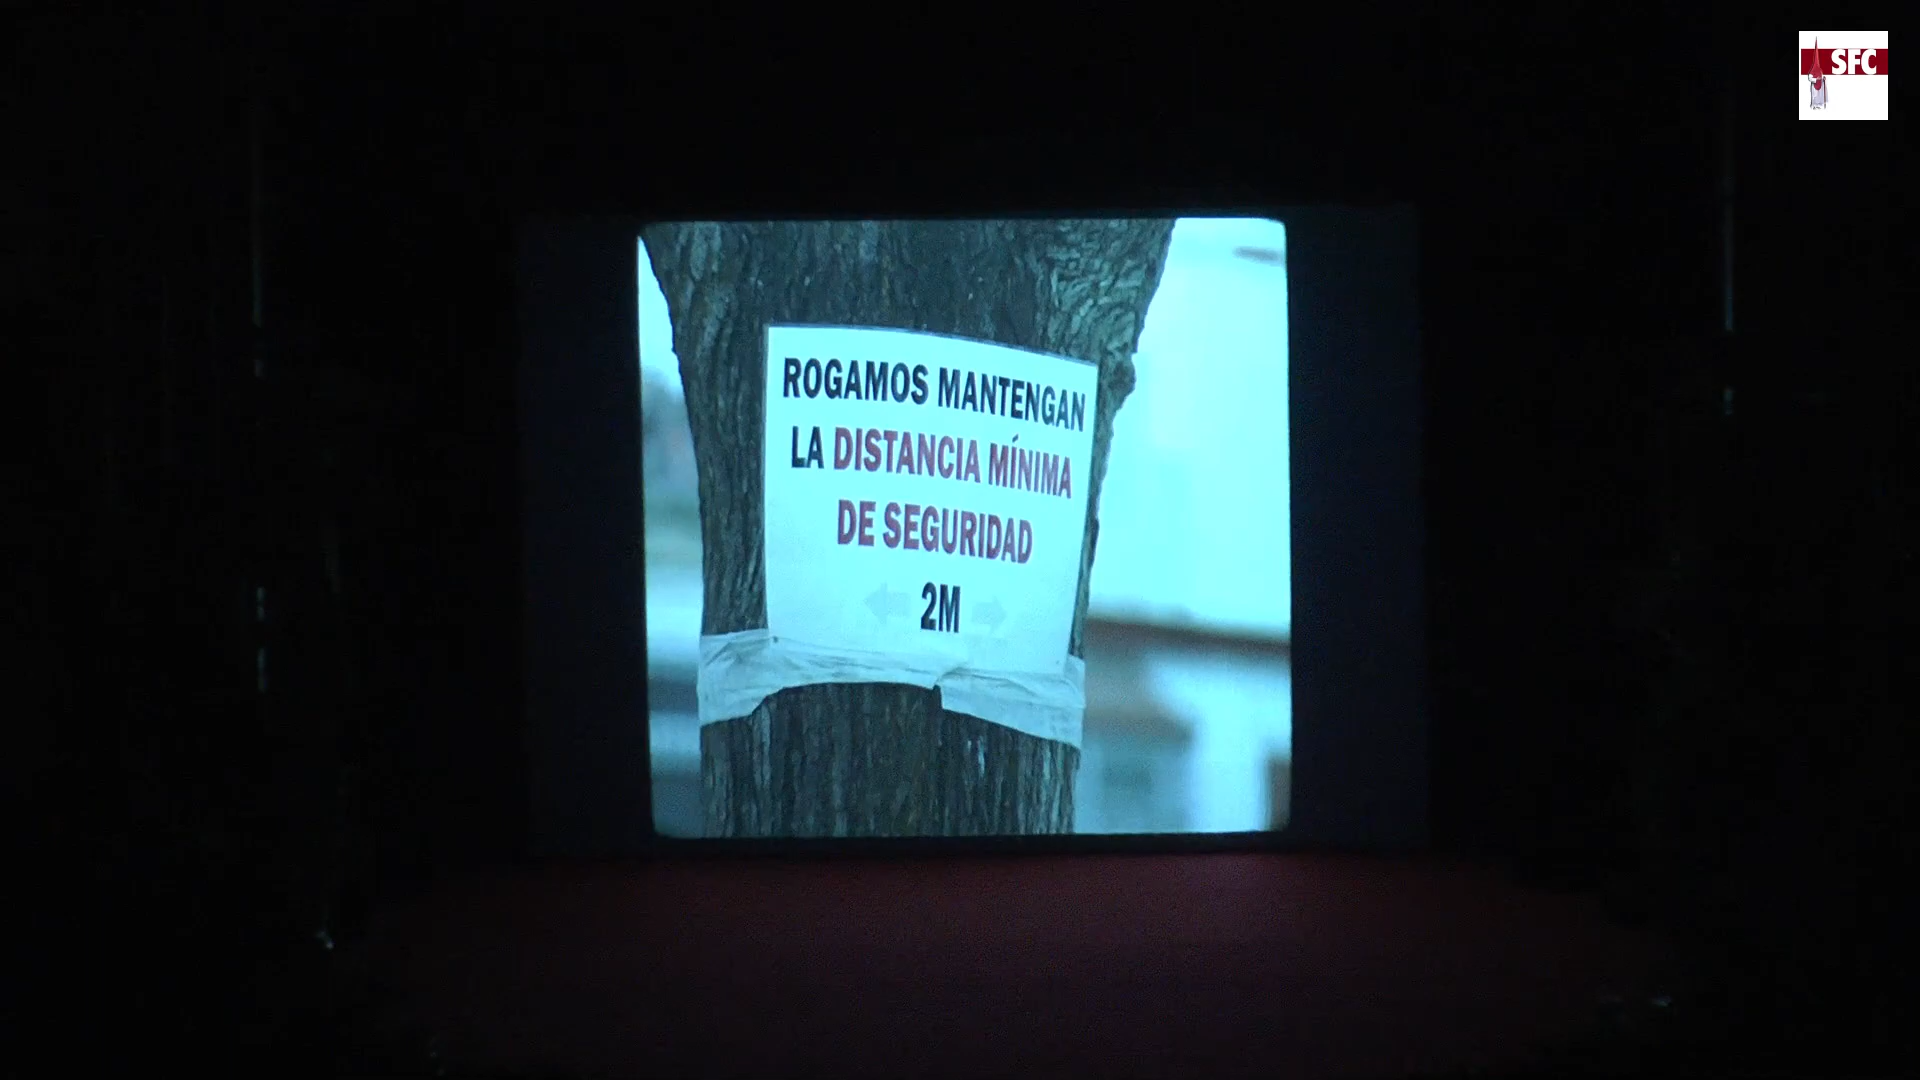 SFC
ROGAMOS MANTENGAN
LA DISTANCIA MÍNIMA
DE SEGURIDAD
2M